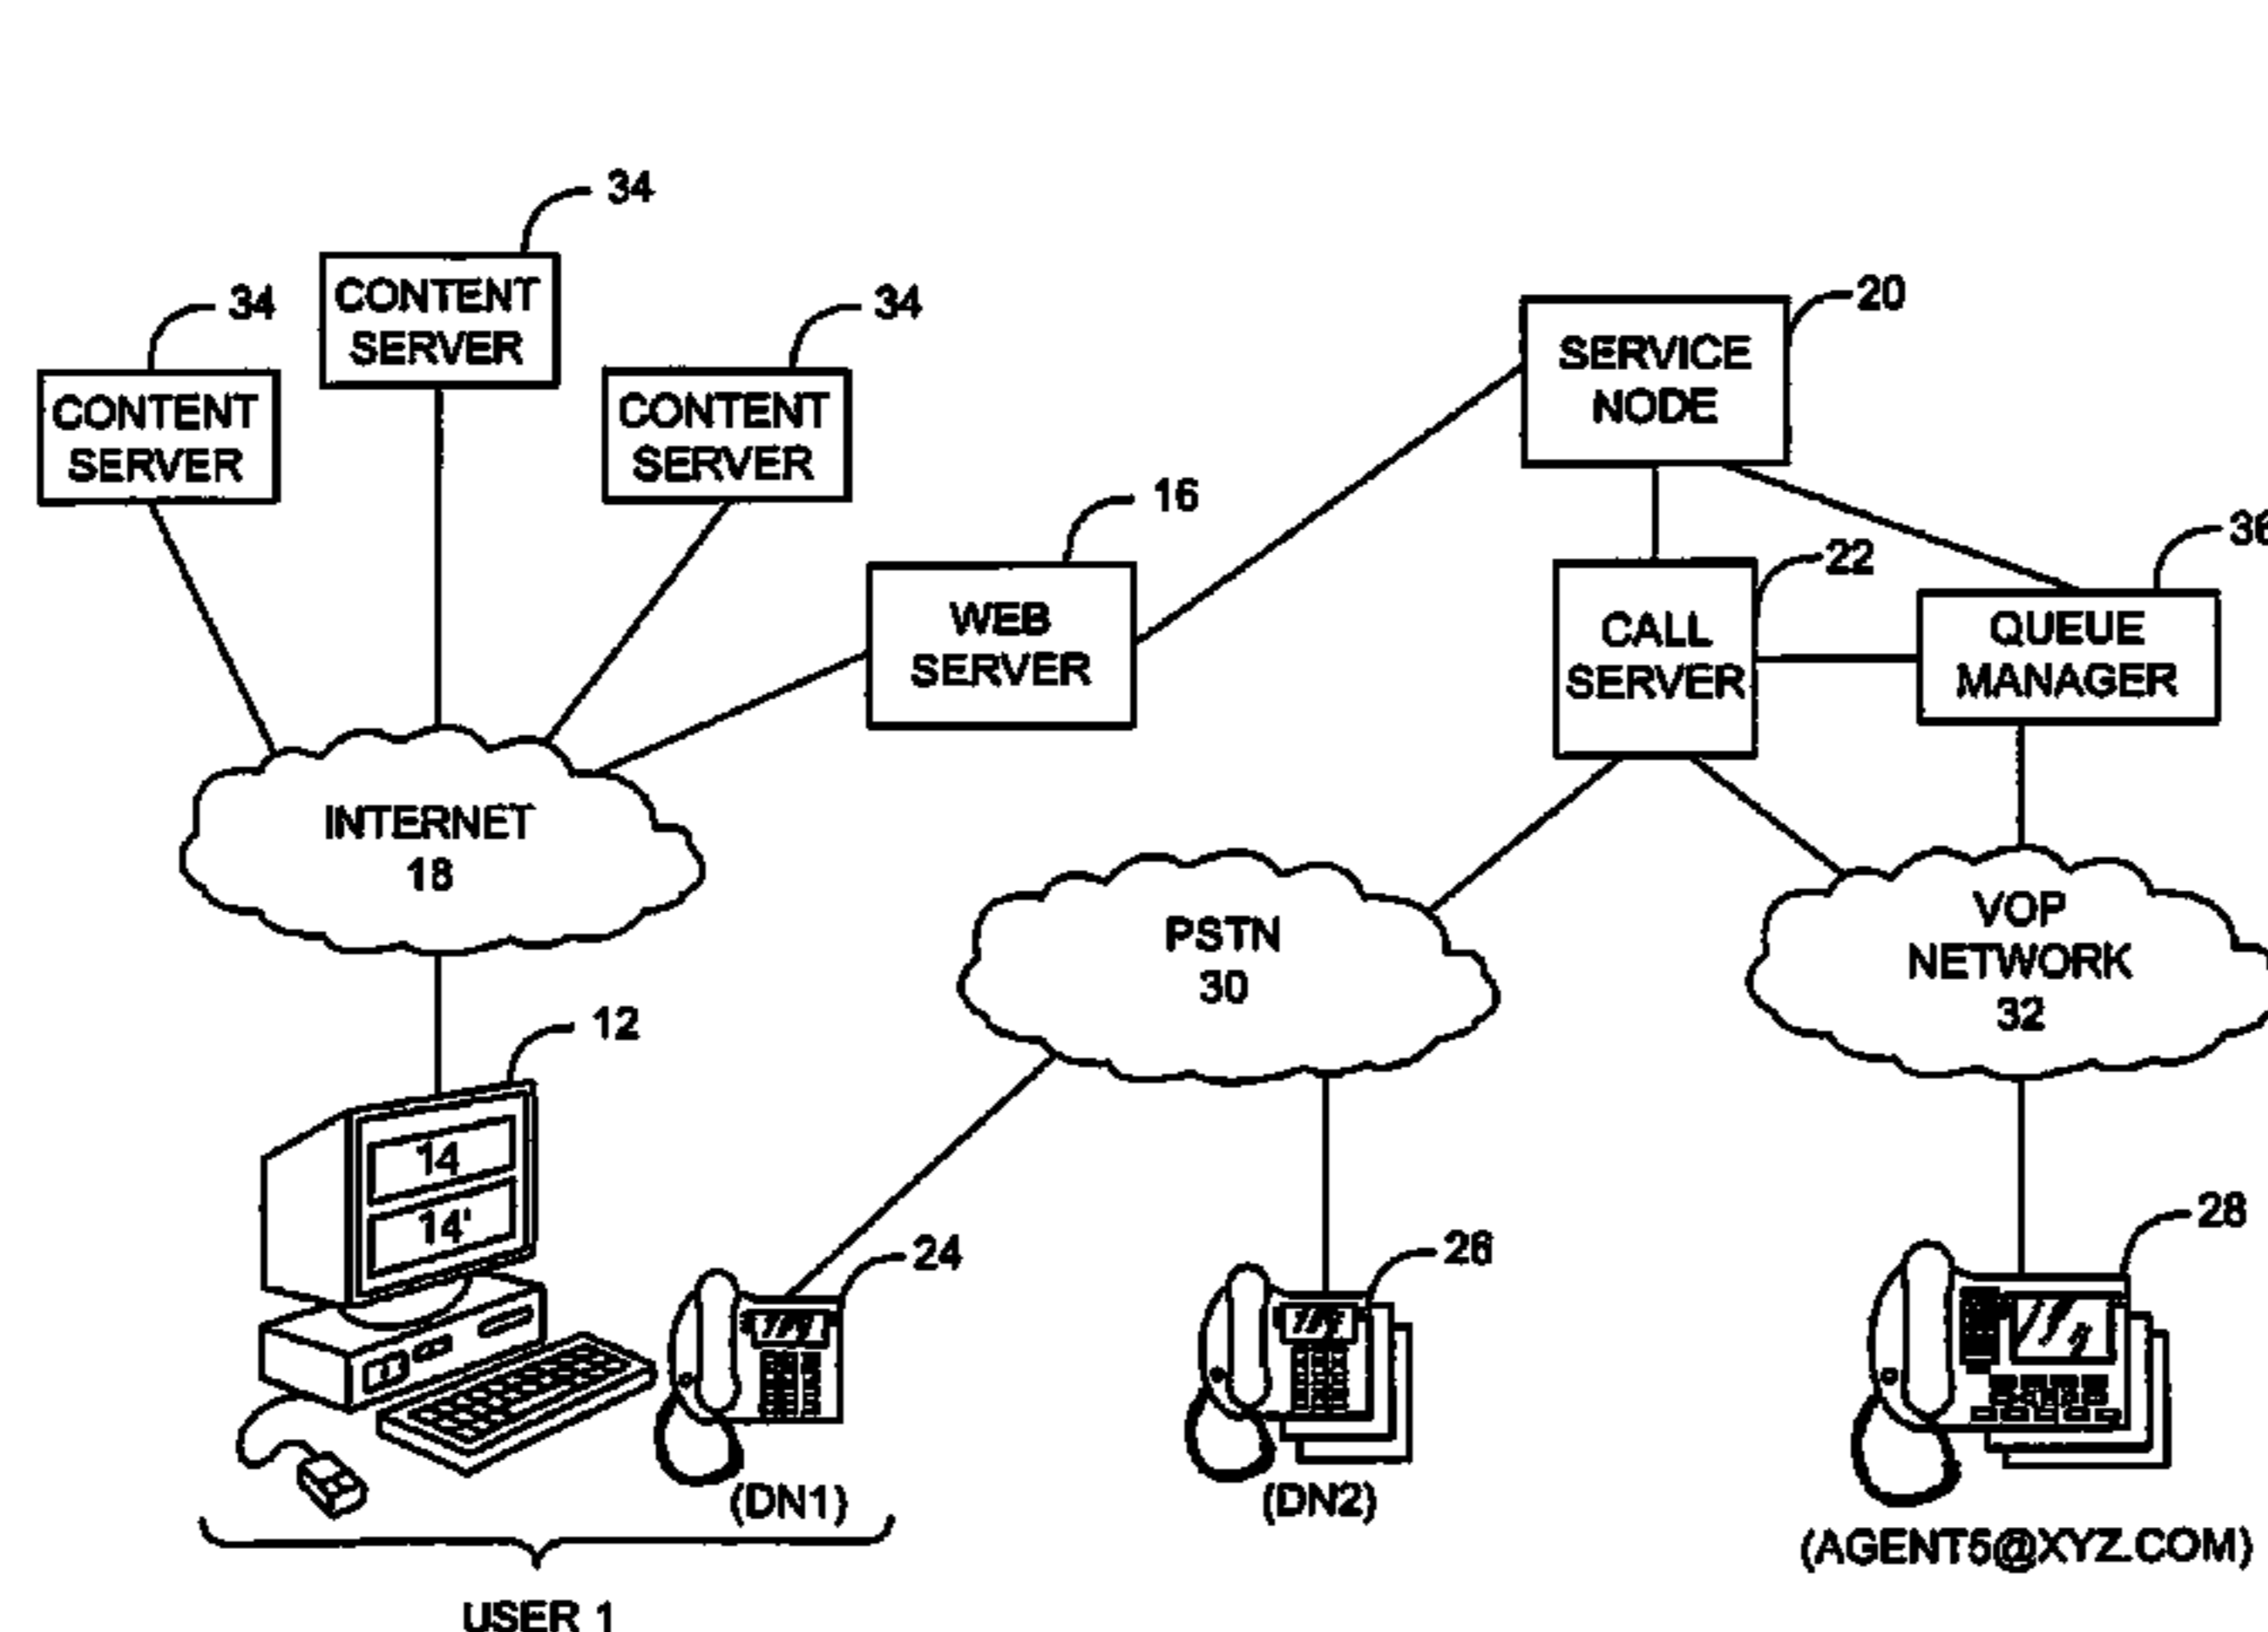 34
34
CONTENT
SERVER
34
CONTENT
SERVER
CONTENT
SERVER
20
SERVICE
NODE
16
WEB
SERVER
22
CALL
SERVER
36
QUEUE
MANAGER
INTERNET
18
PSTN
30
VOP
NETWORK
32
12
14
14'
24
26
28
(DN1)
(DN2)
(AGENT5@XYZ.COM)
USER 1